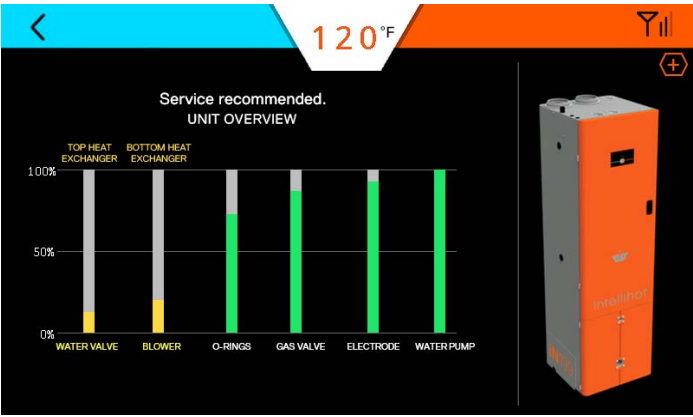 120°F
Service recommended.
UNIT OVERVIEW
TOP HEAT
EXCHANGER
BOTTOM HEAT
EXCHANGER
100%
50%
0%
WATER VALVE
BLOWER
O-RINGS
GAS VALVE
ELECTRODE
WATER PUMP
intellihot